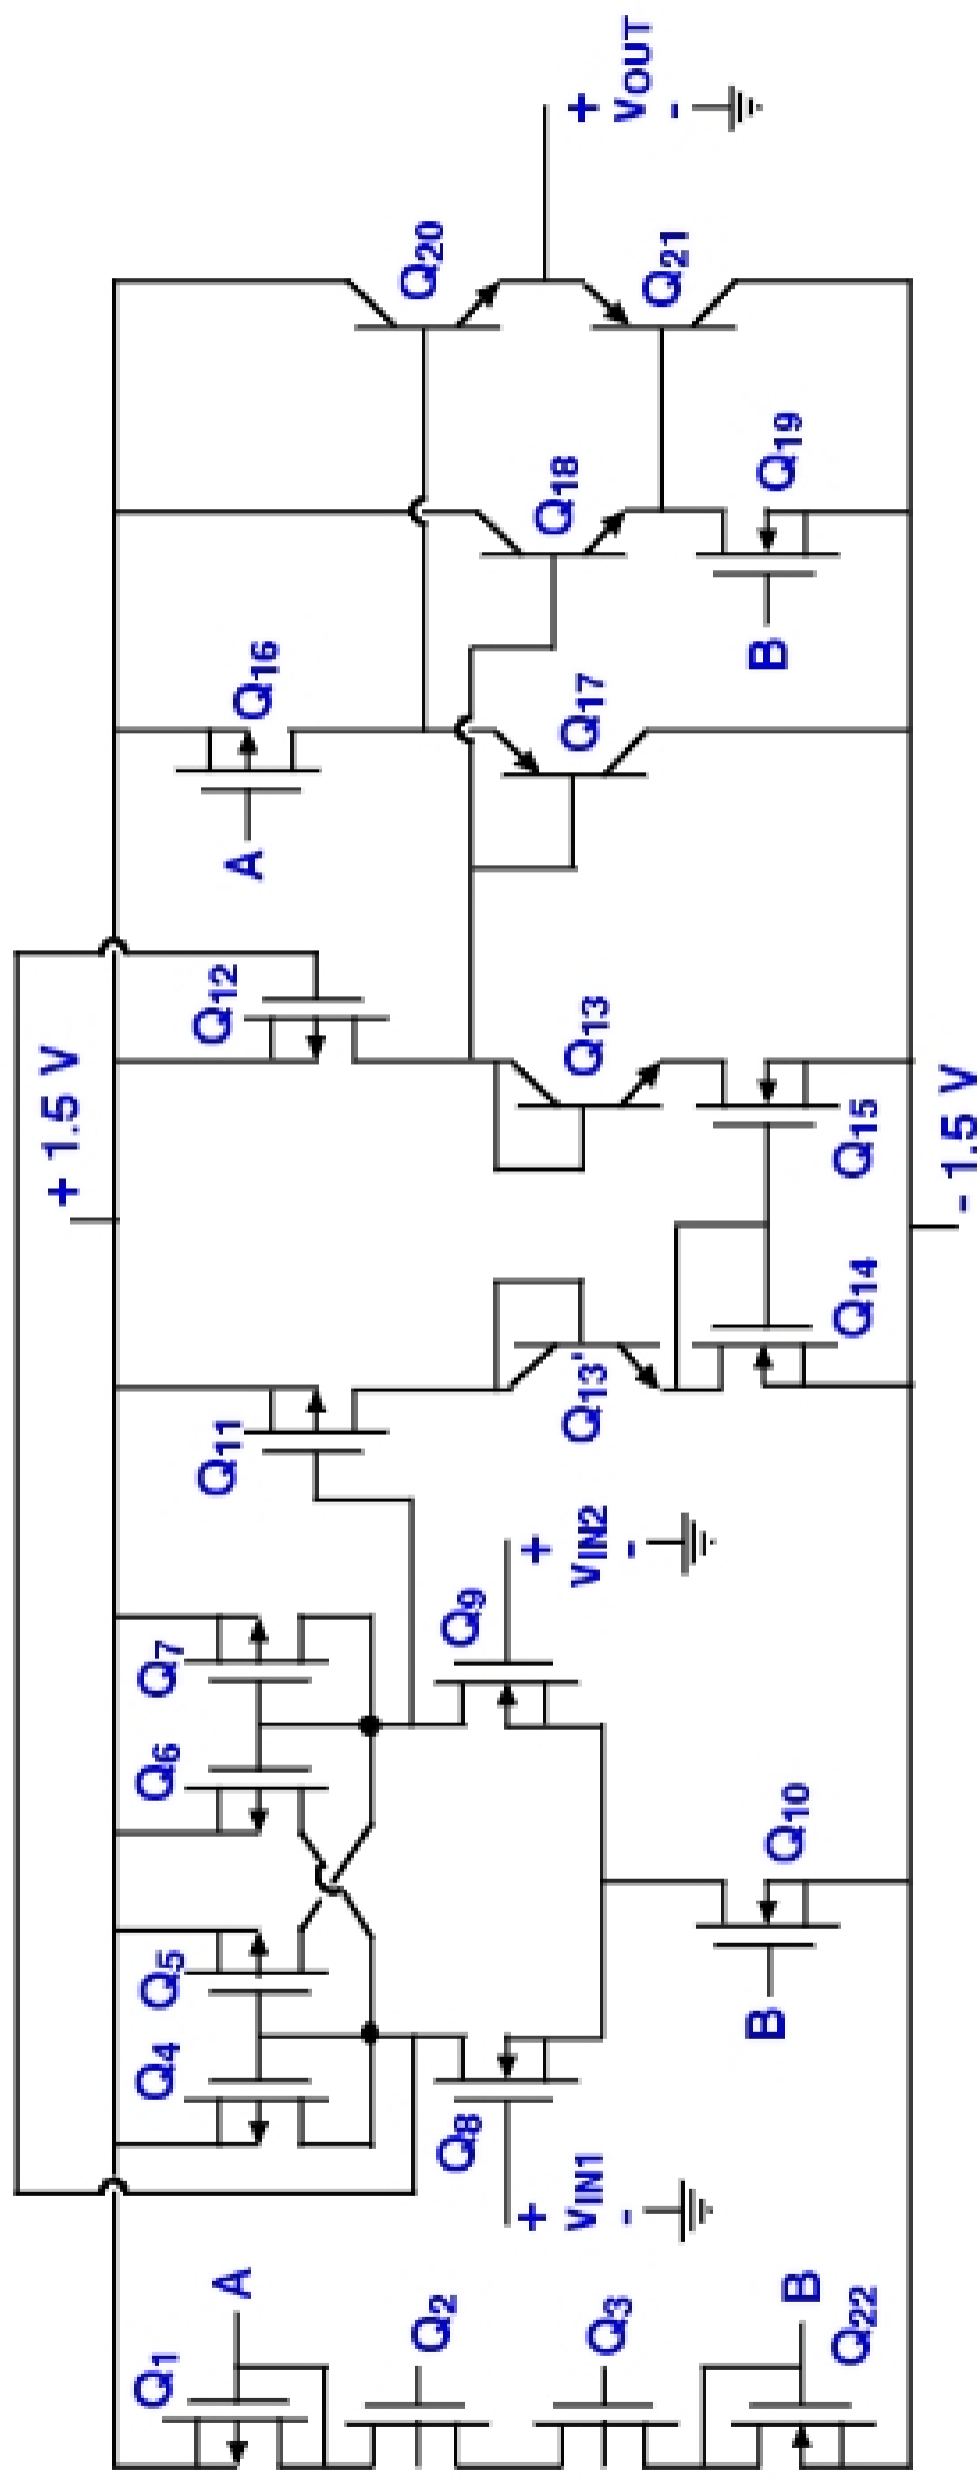 + 1.5 V
Q1
A
Q2
Q3
B
Q22
Q4
Q5
Q6
Q7
Q8
+
VIN1
-
Q9
+
VIN2
-
B
Q10
Q11
Q12
Q13'
Q13
Q14
Q15
A
Q16
Q17
Q18
B
Q19
Q20
Q21
+
VOUT
-
- 1.5 V